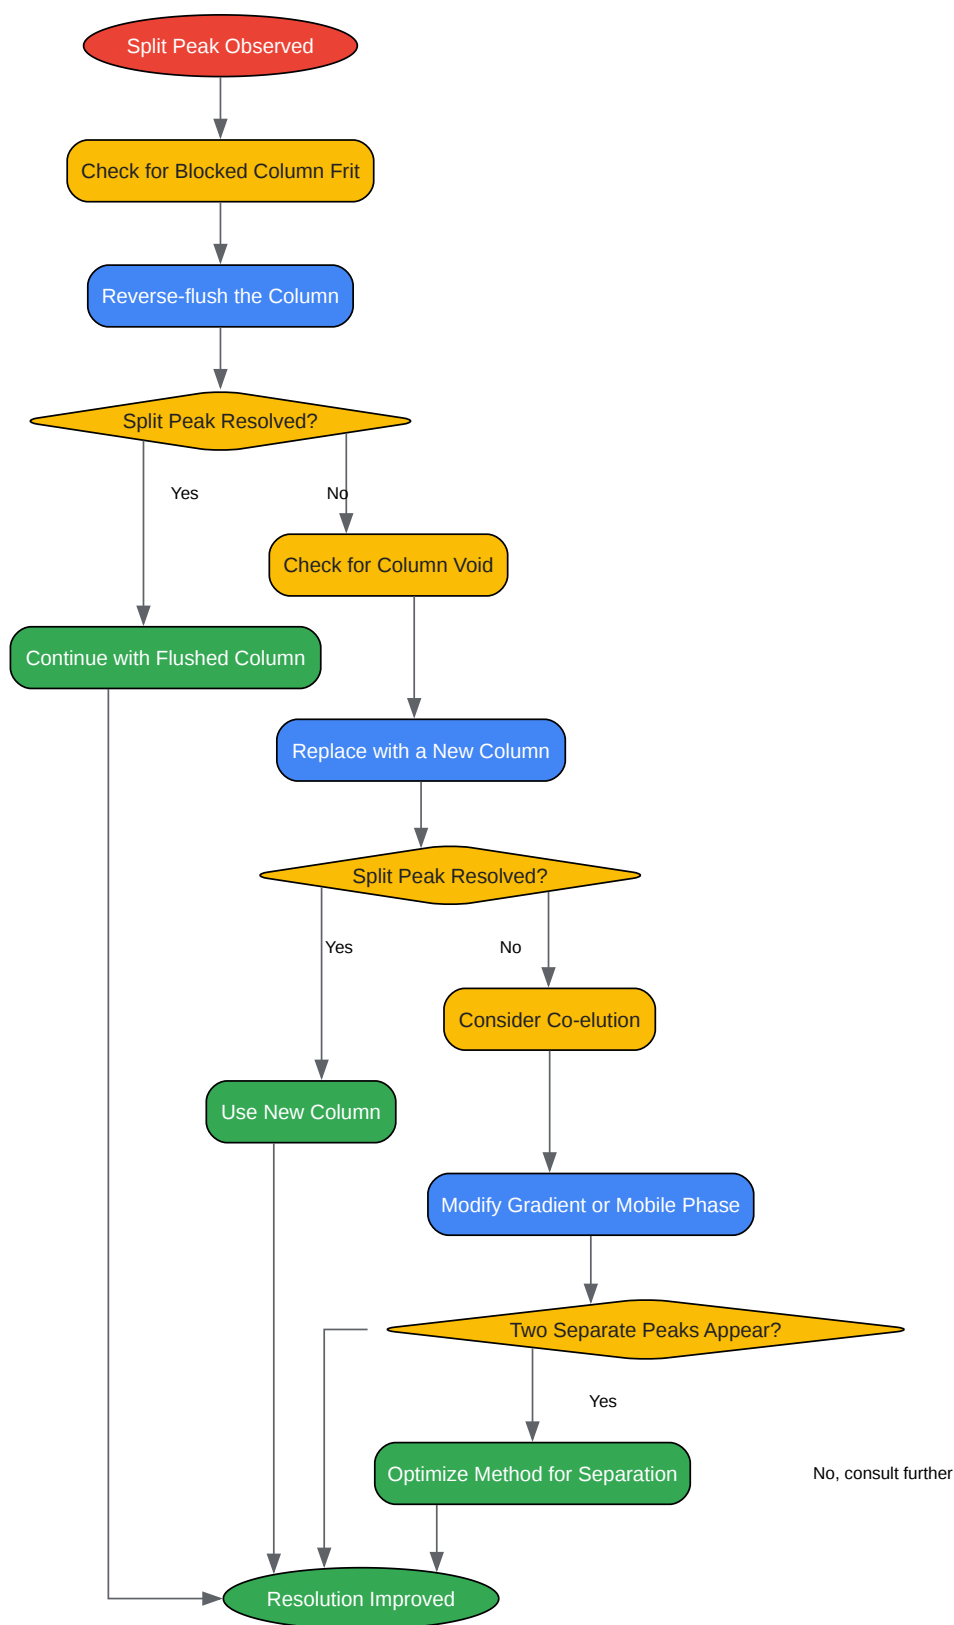 Split Peak Observed
Check for Blocked Column Frit
Reverse-flush the Column
Split Peak Resolved?
Yes
No
Check for Column Void
Continue with Flushed Column
Replace with a New Column
Split Peak Resolved?
Yes
No
Consider Co-elution
Use New Column
Modify Gradient or Mobile Phase
Two Separate Peaks Appear?
Yes
Optimize Method for Separation
No, consult further
Resolution Improved